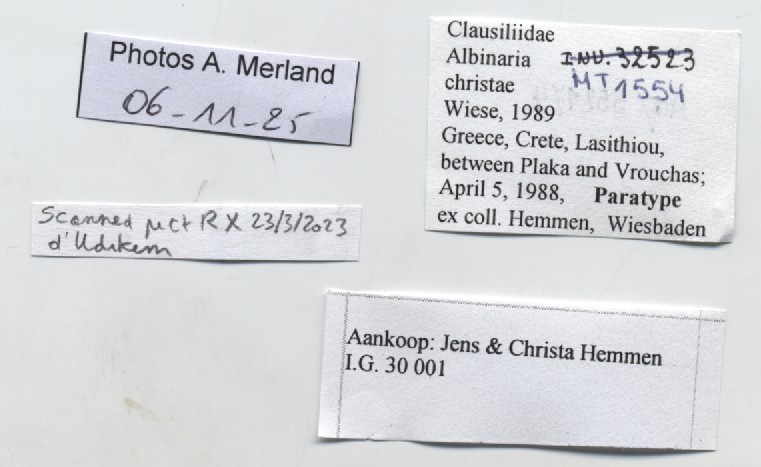 Photos A. Merland
06-11-25
Clausiliidae
Albinaria INV. 32523
christae MT1554
Wiese, 1989
Greece, Crete, Lasithiou,
between Plaka and Vrouchas;
April 5, 1988, Paratype
ex coll. Hemmen, Wiesbaden
Scanned µct RX 23/3/2023
d'Udekem
Aankoop: Jens & Christa Hemmen
I.G. 30 001